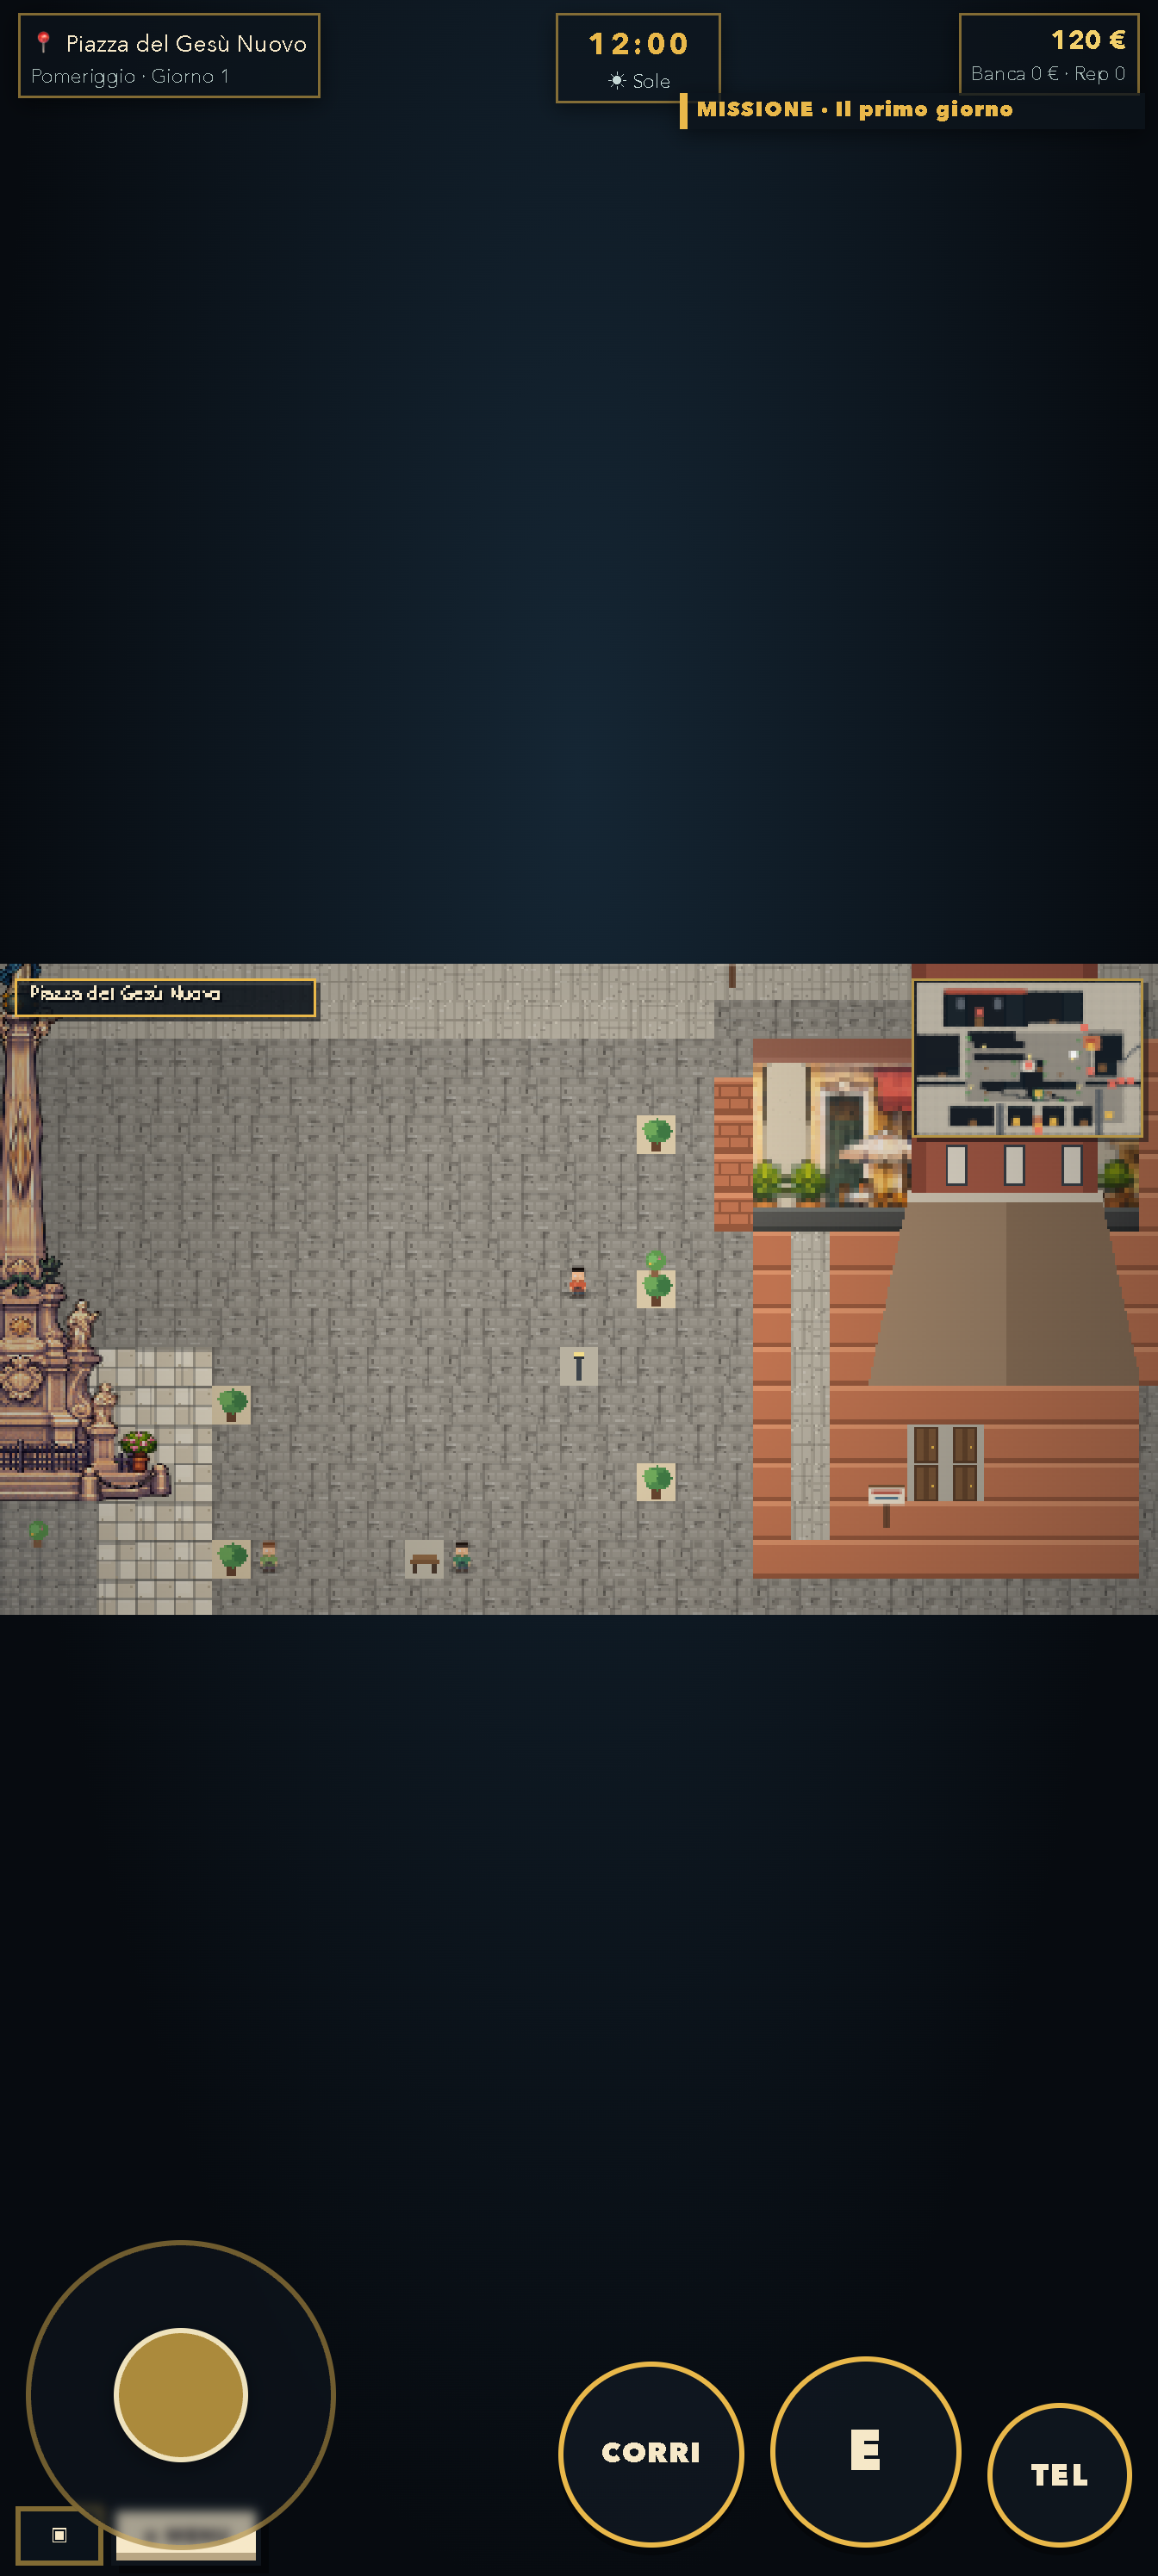 📍 Piazza del Gesù Nuovo
Pomeriggio · Giorno 1
12:00
☀ Sole
120 €
Banca 0 € · Rep 0
MISSIONE · Il primo giorno
Piazza del Gesù Nuovo
CORRI
E
TEL